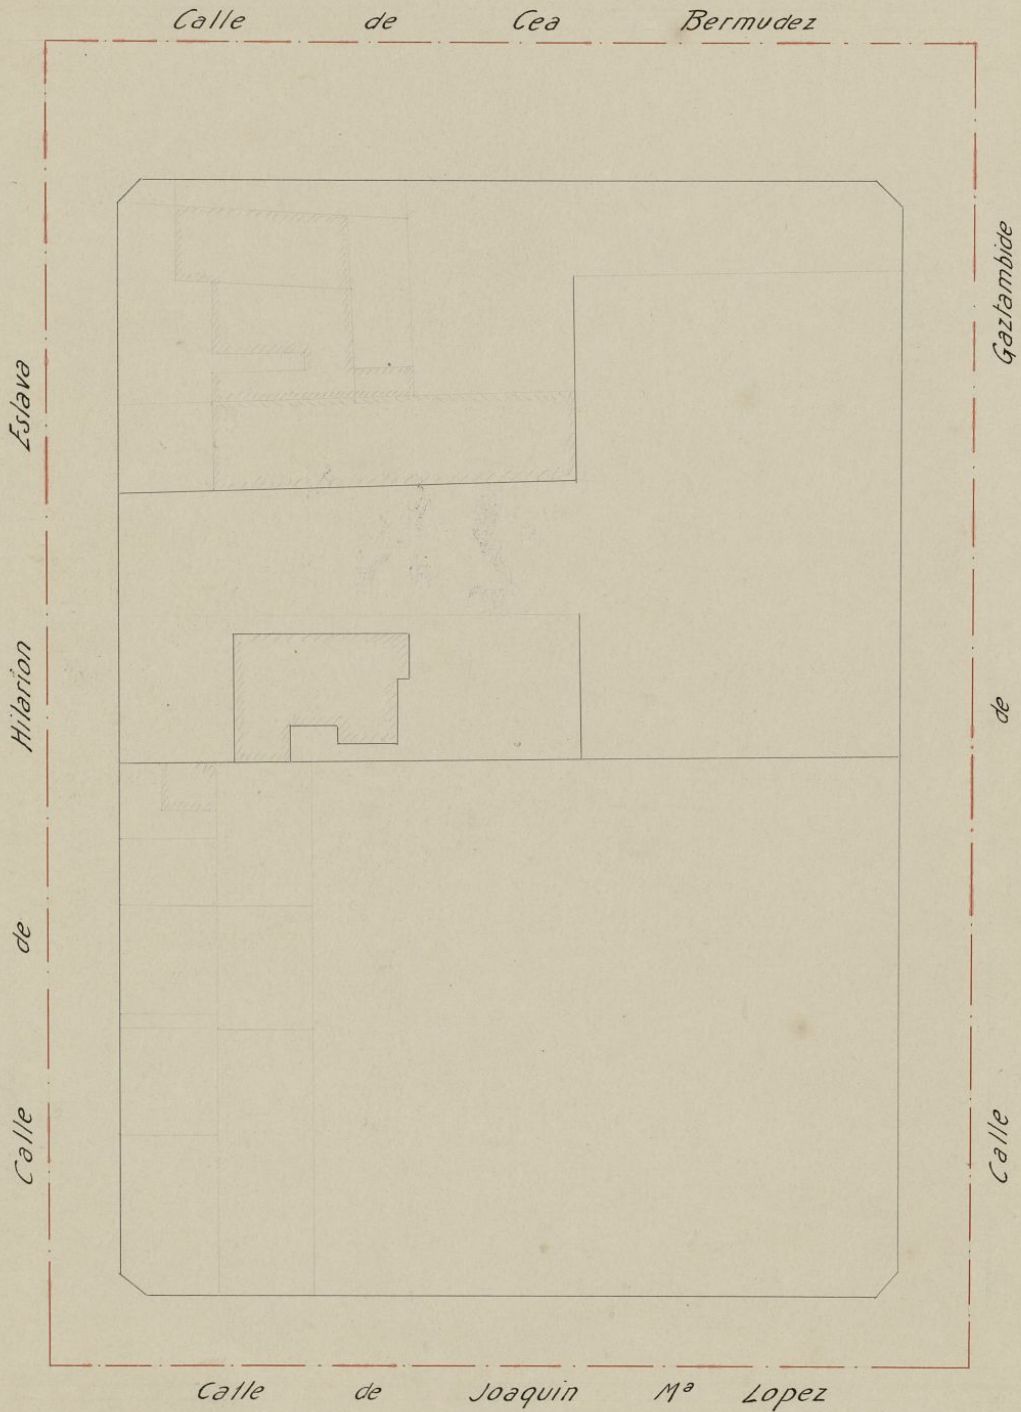 Calle de Cea Bermudez
Calle de Hilarion Eslava
Calle de Gaztambide
Calle de Joaquin Mª Lopez